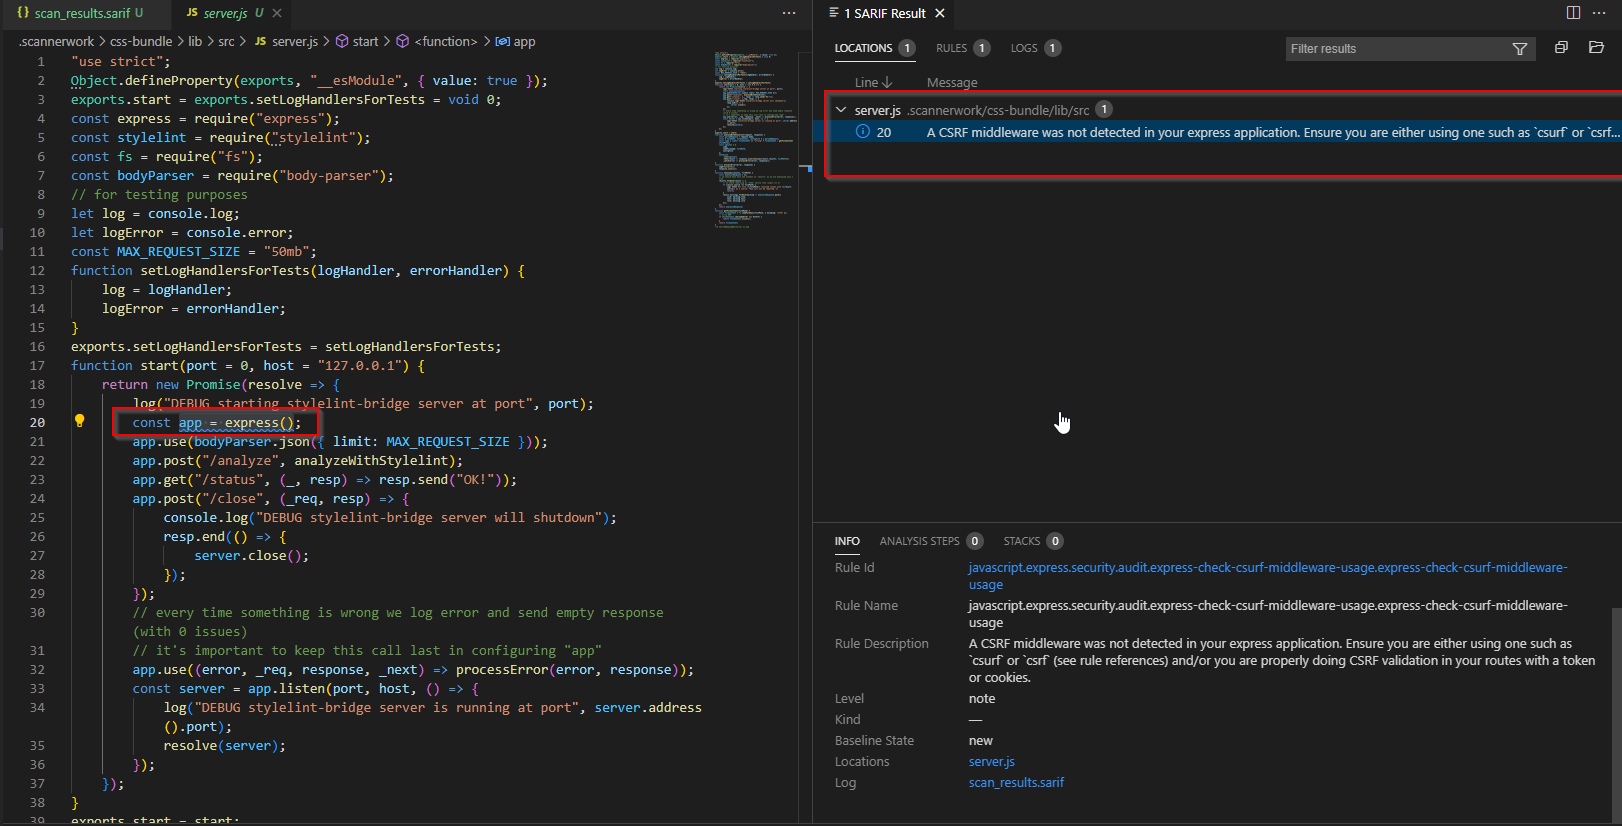 {} scan_results.sarif U
JS server.js U
.scannerwork > css-bundle > lib > src > JS server.js > start > <function> > app
1 "use strict";
2 Object.defineProperty(exports, "__esModule", { value: true });
3 exports.start = exports.setLogHandlersForTests = void 0;
4 const express = require("express");
5 const stylelint = require("stylelint");
6 const fs = require("fs");
7 const bodyParser = require("body-parser");
8 // for testing purposes
9 let log = console.log;
10 let logError = console.error;
11 const MAX_REQUEST_SIZE = "50mb";
12 function setLogHandlersForTests(logHandler, errorHandler) {
13 log = logHandler;
14 logError = errorHandler;
15 }
16 exports.setLogHandlersForTests = setLogHandlersForTests;
17 function start(port = 0, host = "127.0.0.1") {
18 return new Promise(resolve => {
19 log("DEBUG starting stylelint-bridge server at port", port);
20 const app = express();
21 app.use(bodyParser.json({ limit: MAX_REQUEST_SIZE }));
22 app.post("/analyze", analyzeWithStylelint);
23 app.get("/status", (_, resp) => resp.send("OK!"));
24 app.post("/close", (_req, resp) => {
25 console.log("DEBUG stylelint-bridge server will shutdown");
26 resp.end(() => {
27 server.close();
28 });
29 });
30 // every time something is wrong we log error and send empty response
(with 0 issues)
31 // it's important to keep this call last in configuring "app"
32 app.use((error, _req, response, _next) => processError(error, response));
33 const server = app.listen(port, host, () => {
34 log("DEBUG stylelint-bridge server is running at port", server.address
().port);
35 resolve(server);
36 });
37 });
38 }
39 exports.start = start;
1 SARIF Result
LOCATIONS 1 RULES 1 LOGS 1
Filter results
Line Message
server.js .scannerwork/css-bundle/lib/src 1
20 A CSRF middleware was not detected in your express application. Ensure you are either using one such as `csurf` or `csrf...
INFO ANALYSIS STEPS 0 STACKS 0
Rule Id javascript.express.security.audit.express-check-csurf-middleware-usage.express-check-csurf-middleware-
usage
Rule Name javascript.express.security.audit.express-check-csurf-middleware-usage.express-check-csurf-middleware-
usage
Rule Description A CSRF middleware was not detected in your express application. Ensure you are either using one such as
`csurf` or `csrf` (see rule references) and/or you are properly doing CSRF validation in your routes with a token
or cookies.
Level note
Kind —
Baseline State new
Locations server.js
Log scan_results.sarif